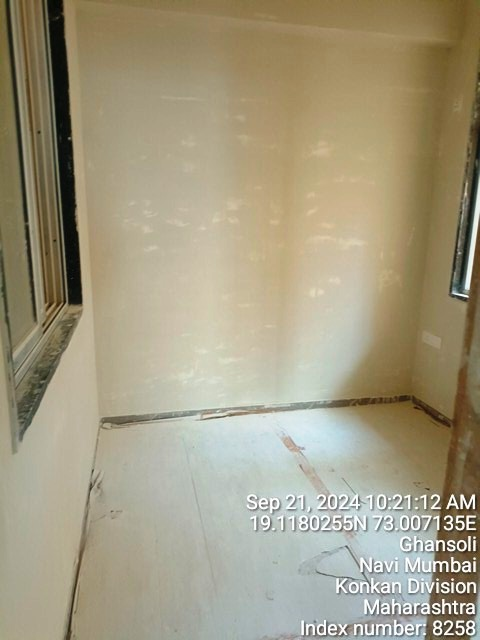 Sep 21, 2024 10:21:12 AM
19.1180255N 73.007135E
Ghansoli
Navi Mumbai
Konkan Division
Maharashtra
Index number: 8258